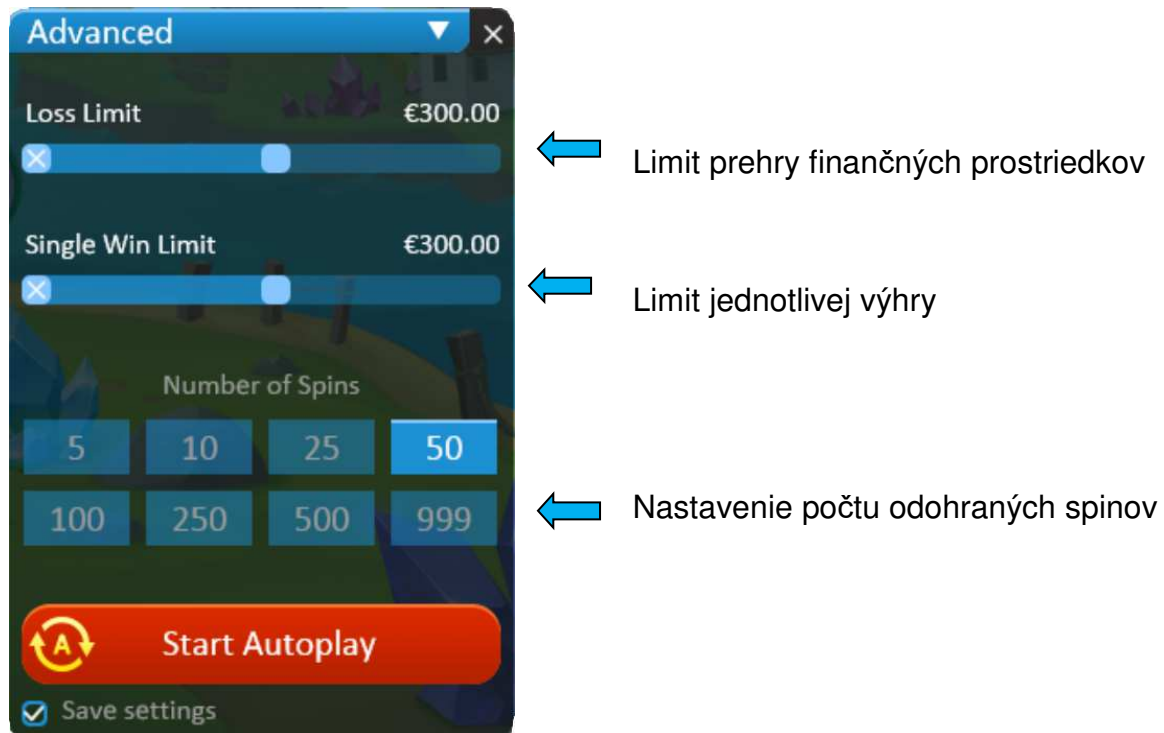 Advanced
Loss Limit €300.00
Limit prehry finančných prostriedkov
Single Win Limit €300.00
Limit jednotlivej výhry
Number of Spins
5 10 25 50
Nastavenie počtu odohraných spinov
100 250 500 999
A Start Autoplay
Save settings